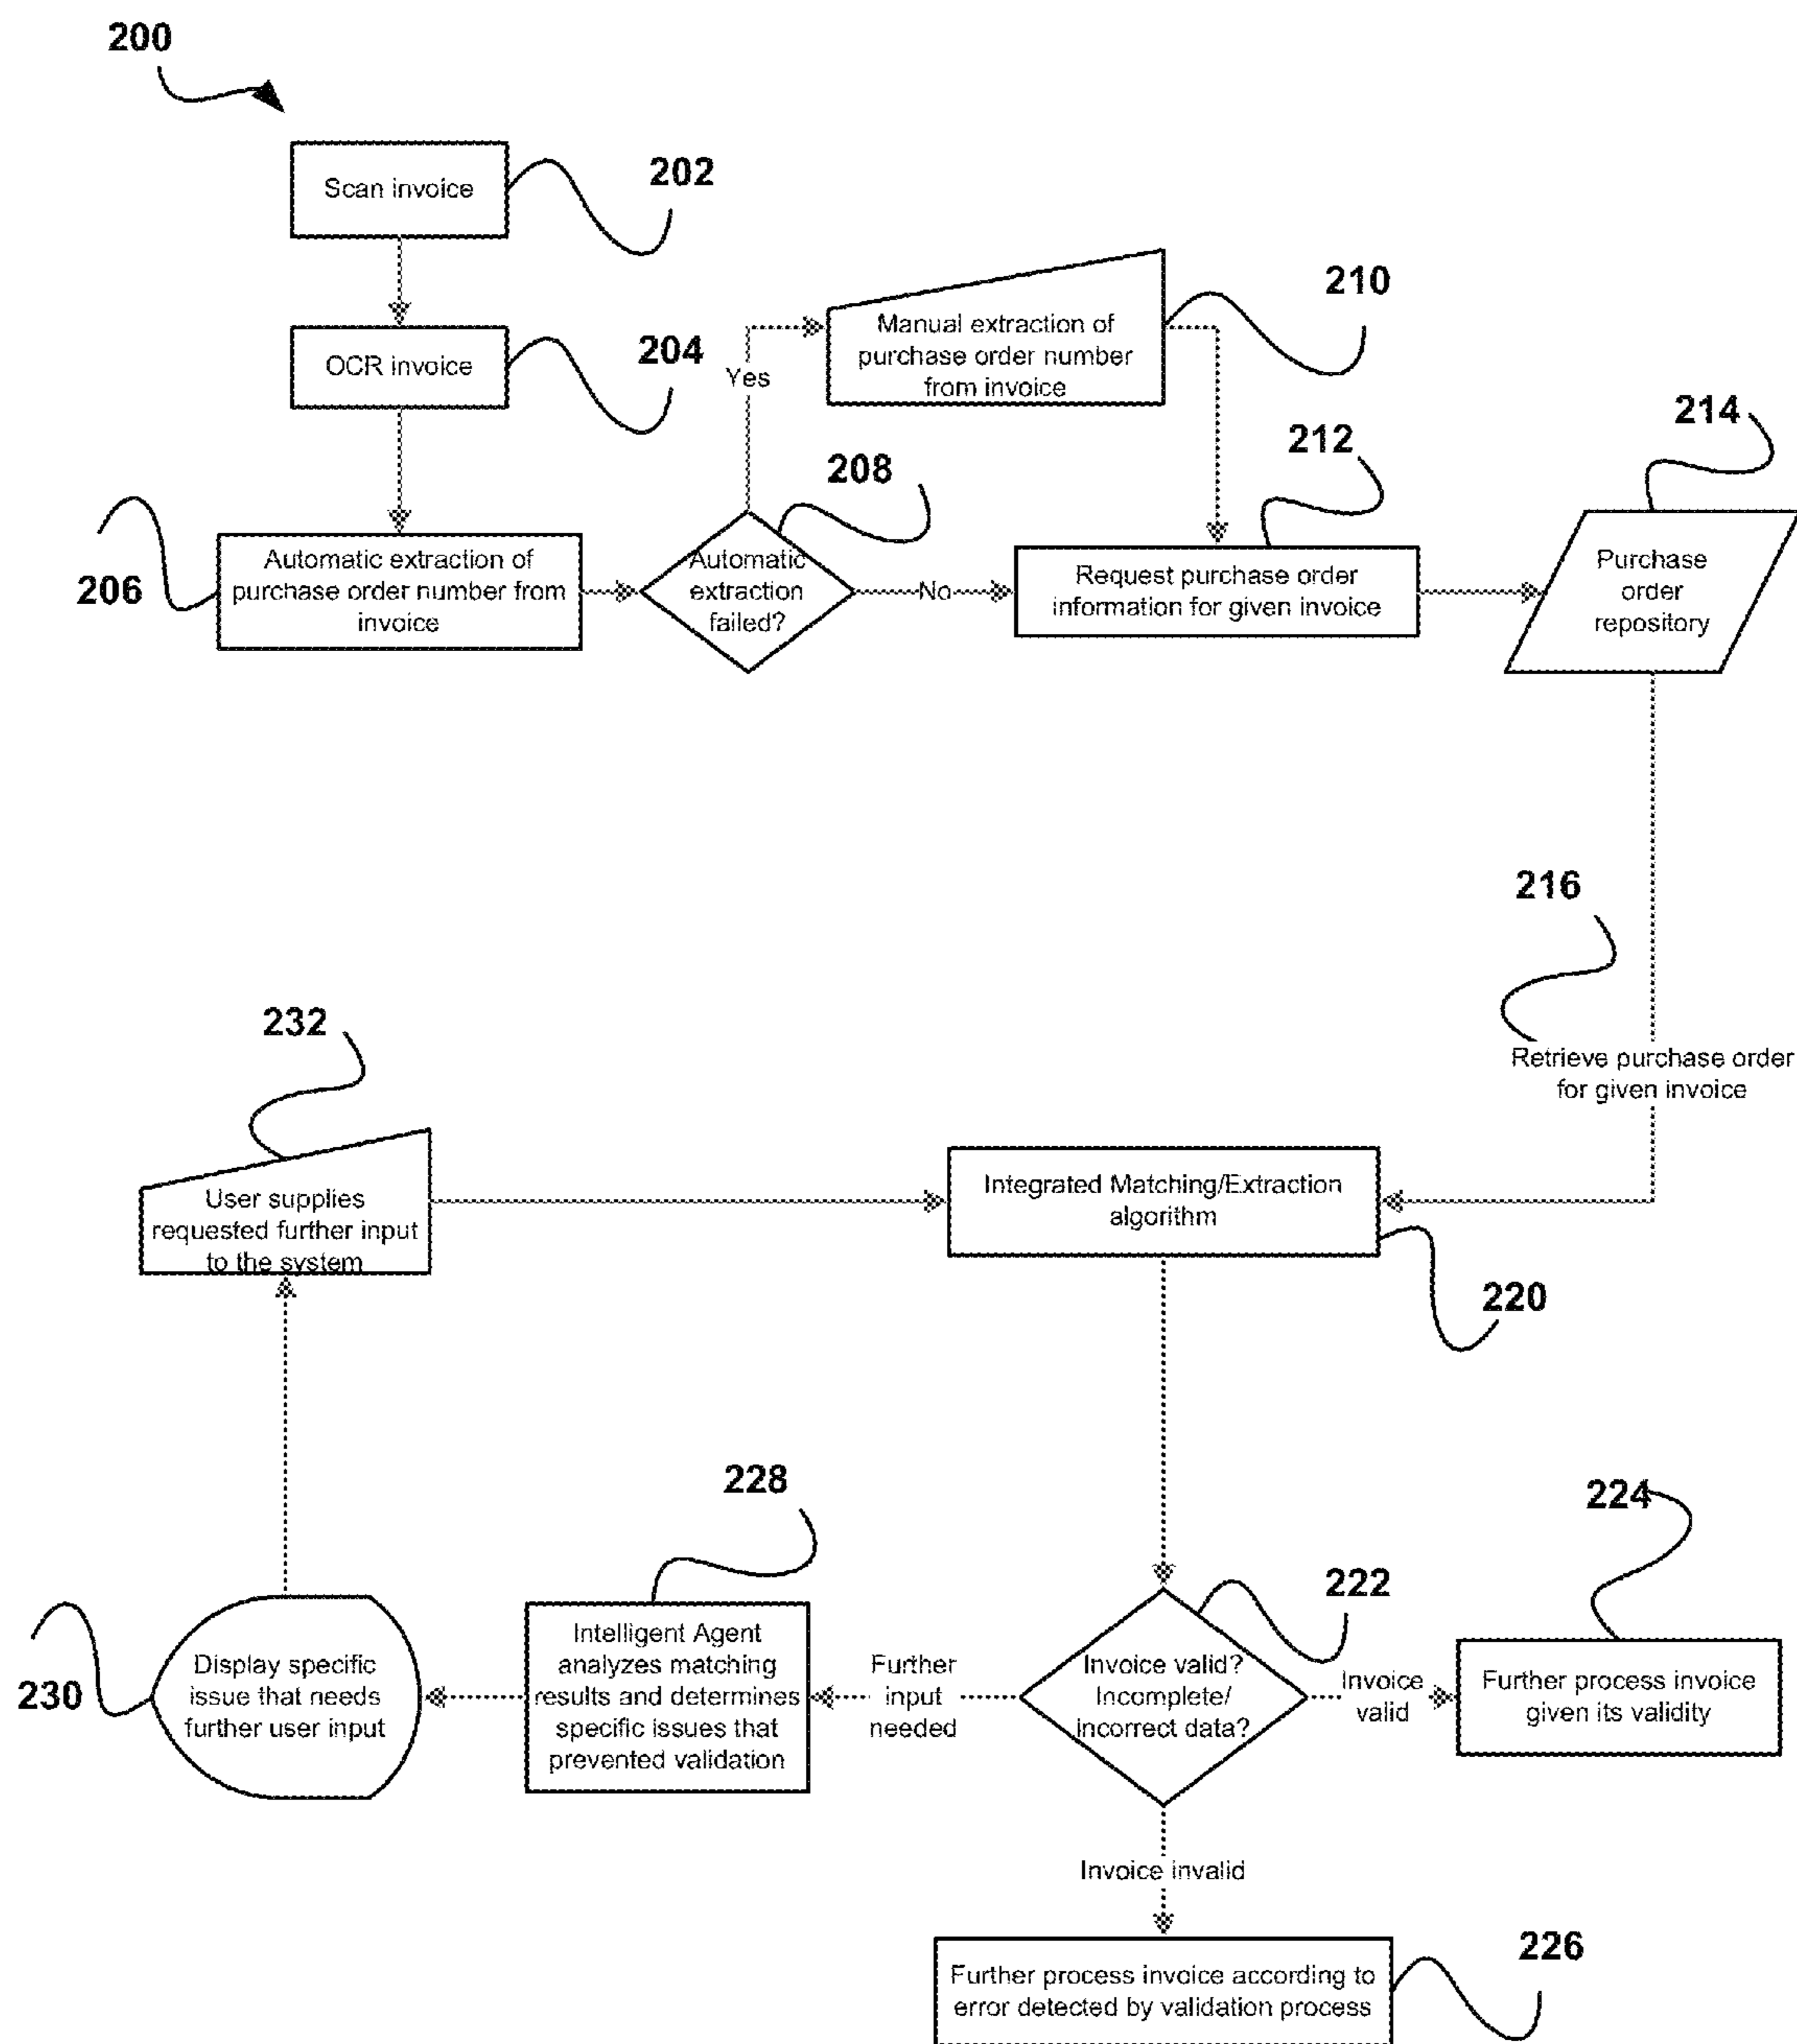 200
Scan invoice
202
OCR invoice
204
Automatic extraction of
purchase order number from
invoice
206
Automatic
extraction
failed?
208
Yes
Manual extraction of
purchase order number
from invoice
210
No
Request purchase order
information for given invoice
212
Purchase
order
repository
214
216
Retrieve purchase order
for given invoice
232
User supplies
requested further input
to the system
Integrated Matching/Extraction
algorithm
220
228
Intelligent Agent
analyzes matching
results and determines
specific issues that
prevented validation
Further
input
needed
Invoice valid?
Incomplete/
incorrect data?
222
Invoice
valid
224
Further process invoice
given its validity
230
Display specific
issue that needs
further user input
Invoice invalid
Further process invoice according to
error detected by validation process
226